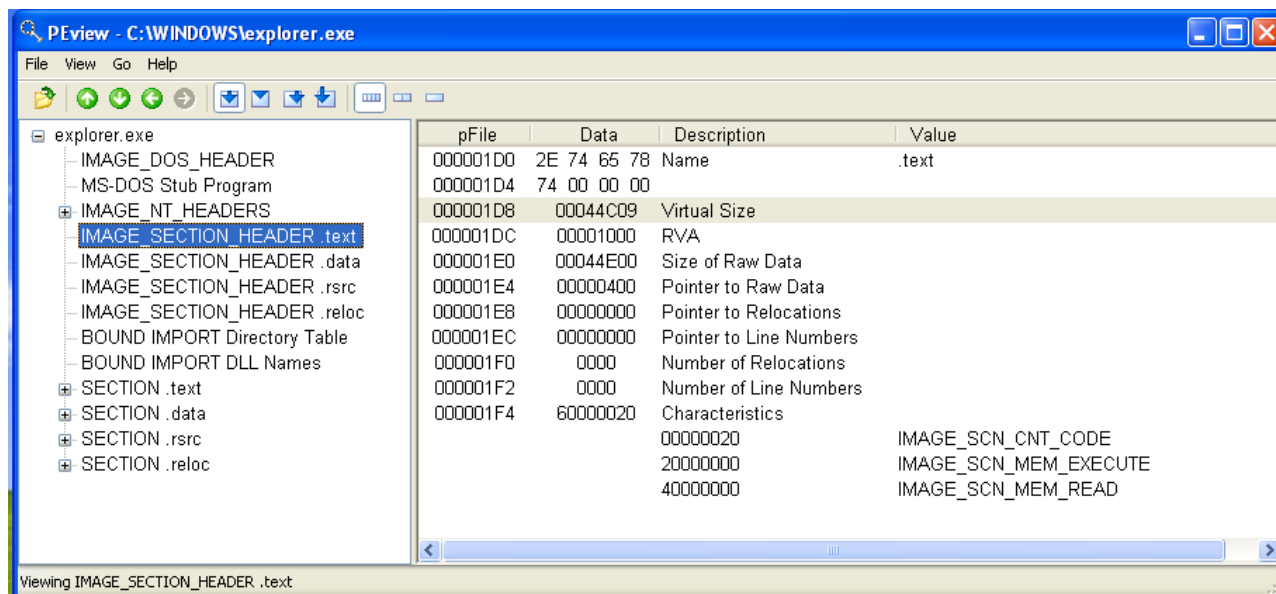 PEview - C:\WINDOWS\explorer.exe
File View Go Help
explorer.exe
IMAGE_DOS_HEADER
MS-DOS Stub Program
IMAGE_NT_HEADERS
IMAGE_SECTION_HEADER .text
IMAGE_SECTION_HEADER .data
IMAGE_SECTION_HEADER .rsrc
IMAGE_SECTION_HEADER .reloc
BOUND IMPORT Directory Table
BOUND IMPORT DLL Names
SECTION .text
SECTION .data
SECTION .rsrc
SECTION .reloc
pFile Data Description Value
000001D0 2E 74 65 78 Name .text
000001D4 74 00 00 00
000001D8 00044C09 Virtual Size
000001DC 00001000 RVA
000001E0 00044E00 Size of Raw Data
000001E4 00000400 Pointer to Raw Data
000001E8 00000000 Pointer to Relocations
000001EC 00000000 Pointer to Line Numbers
000001F0 0000 Number of Relocations
000001F2 0000 Number of Line Numbers
000001F4 60000020 Characteristics
00000020 IMAGE_SCN_CNT_CODE
20000000 IMAGE_SCN_MEM_EXECUTE
40000000 IMAGE_SCN_MEM_READ
Viewing IMAGE_SECTION_HEADER .text